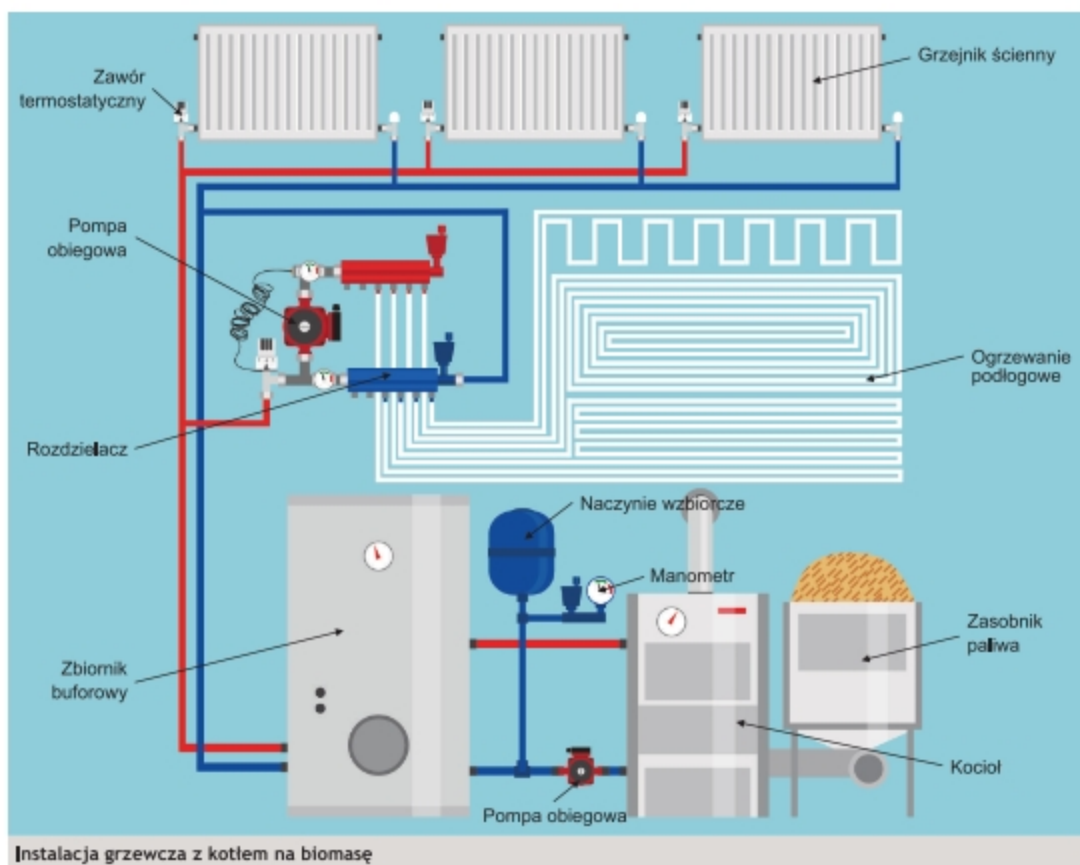 Zawór
termostatyczny
Grzejnik ścienny
Pompa
obiegowa
Ogrzewanie
podłogowe
Rozdzielacz
Naczynie wzbiorcze
Manometr
Zasobnik
paliwa
Zbiornik
buforowy
Kocioł
Pompa obiegowa
Instalacja grzewcza z kotłem na biomasę